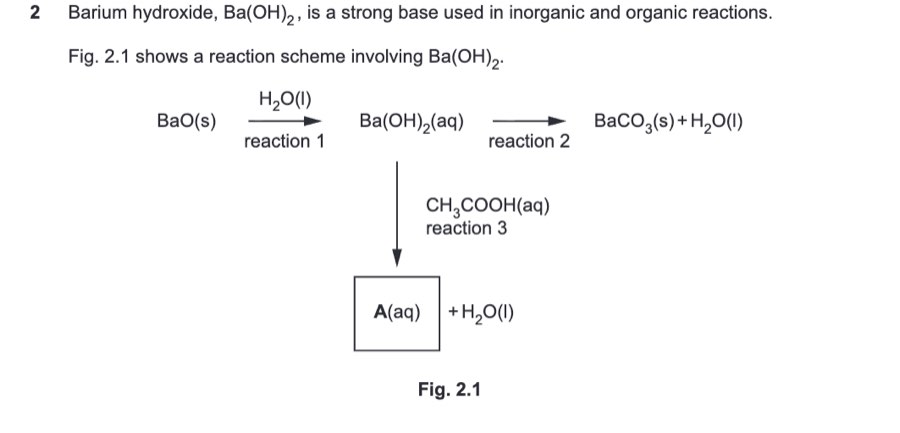 2 Barium hydroxide, Ba(OH)₂, is a strong base used in inorganic and organic reactions.
Fig. 2.1 shows a reaction scheme involving Ba(OH)₂.
H₂O(l)
BaO(s) Ba(OH)₂(aq) BaCO₃(s)+H₂O(l)
reaction 1 reaction 2
CH₃COOH(aq)
reaction 3
A(aq) +H₂O(l)
Fig. 2.1